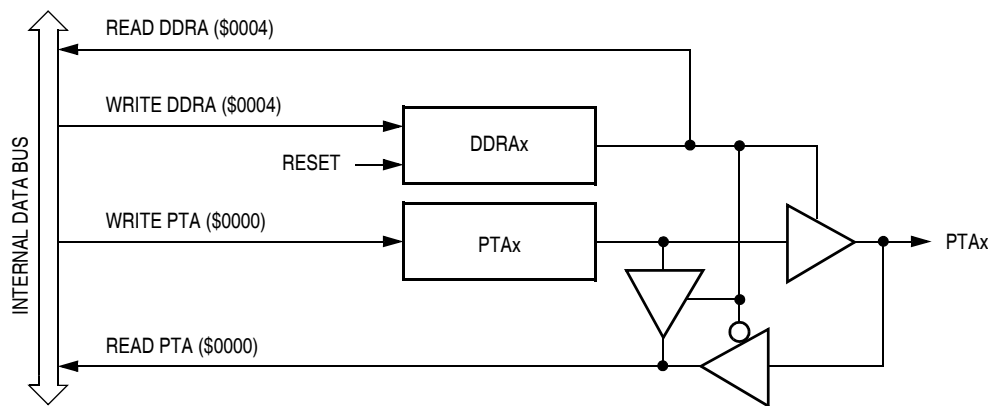 READ DDRA ($0004)
WRITE DDRA ($0004)
DDRAx
RESET
WRITE PTA ($0000)
PTAx
PTAx
READ PTA ($0000)
INTERNAL DATA BUS